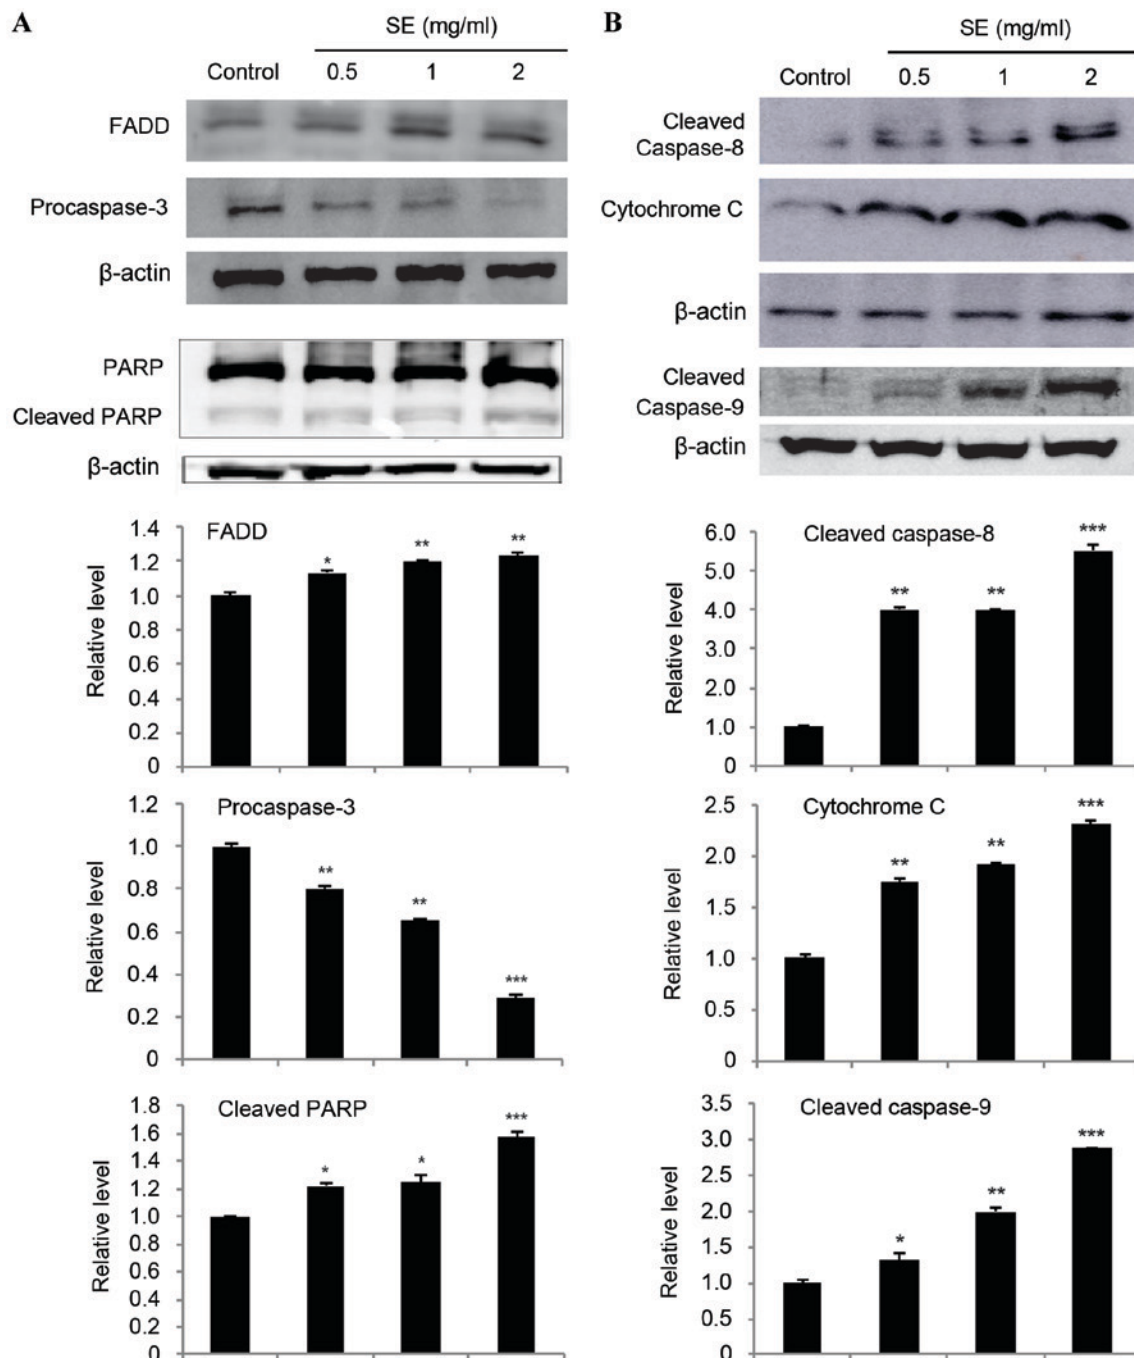 A
SE (mg/ml)
Control 0.5 1 2
FADD
Procaspase-3
β-actin
PARP
Cleaved PARP
β-actin
B
SE (mg/ml)
Control 0.5 1 2
Cleaved
Caspase-8
Cytochrome C
β-actin
Cleaved
Caspase-9
β-actin
FADD
Relative level
1.4
1.2
1.0
0.8
0.6
0.4
0.2
0
* ** **
Cleaved caspase-8
Relative level
6.0
5.0
4.0
3.0
2.0
1.0
0
** ** ***
Procaspase-3
Relative level
1.2
1.0
0.8
0.6
0.4
0.2
0
** ** ***
Cytochrome C
Relative level
2.5
2.0
1.5
1.0
0.5
0
** ** ***
Cleaved PARP
Relative level
1.8
1.6
1.4
1.2
1.0
0.8
0.6
0.4
0.2
0
* * ***
Cleaved caspase-9
Relative level
3.5
3.0
2.5
2.0
1.5
1.0
0.5
0
* ** ***